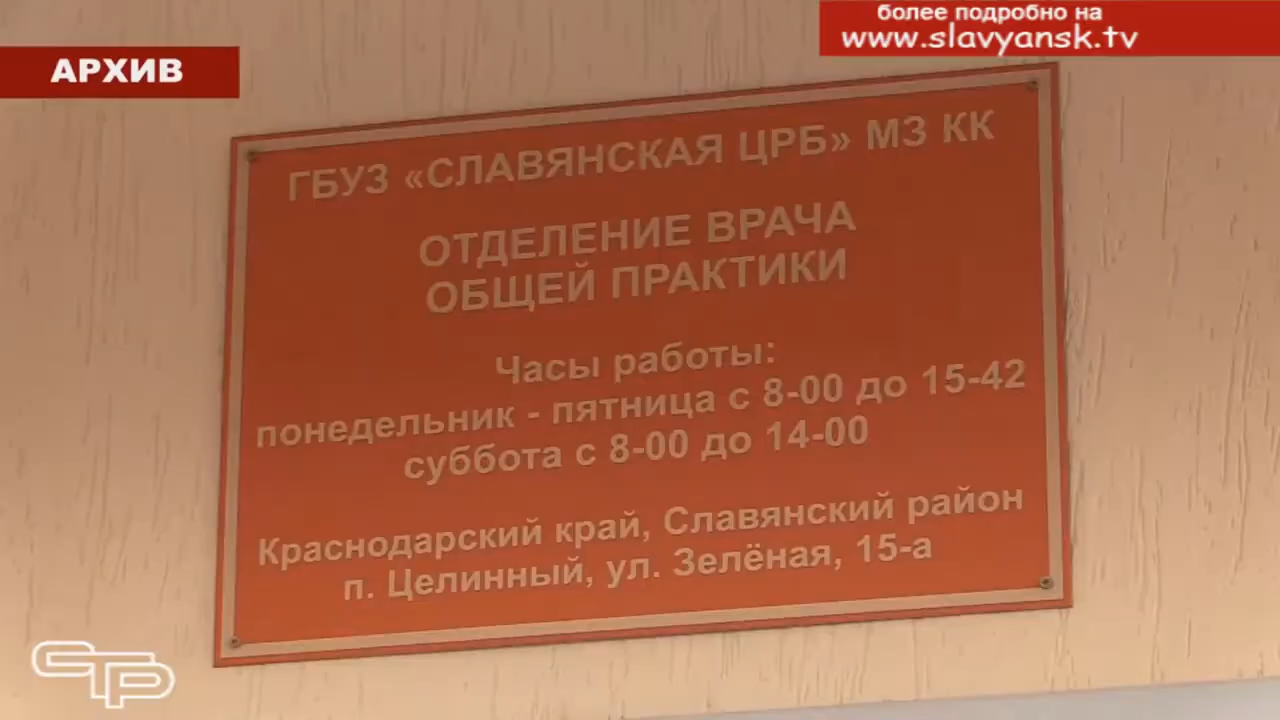 более подробно на
www.slavyansk.tv
АРХИВ
ГБУЗ «СЛАВЯНСКАЯ ЦРБ» МЗ КК
ОТДЕЛЕНИЕ ВРАЧА
ОБЩЕЙ ПРАКТИКИ
Часы работы:
понедельник - пятница с 8-00 до 15-42
суббота с 8-00 до 14-00
Краснодарский край, Славянский район
п. Целинный, ул. Зелёная, 15-а
СТР